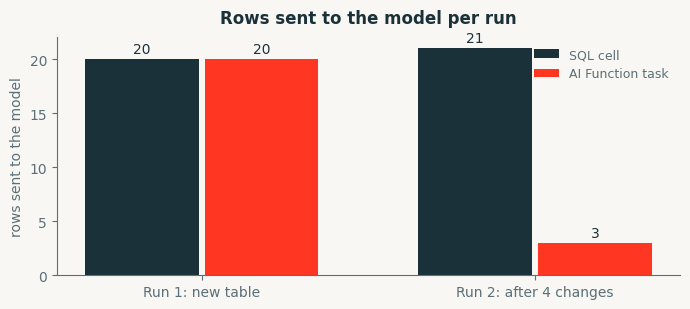 Rows sent to the model per run
rows sent to the model
20
15
10
5
0
20
20
21
3
SQL cell
AI Function task
Run 1: new table
Run 2: after 4 changes